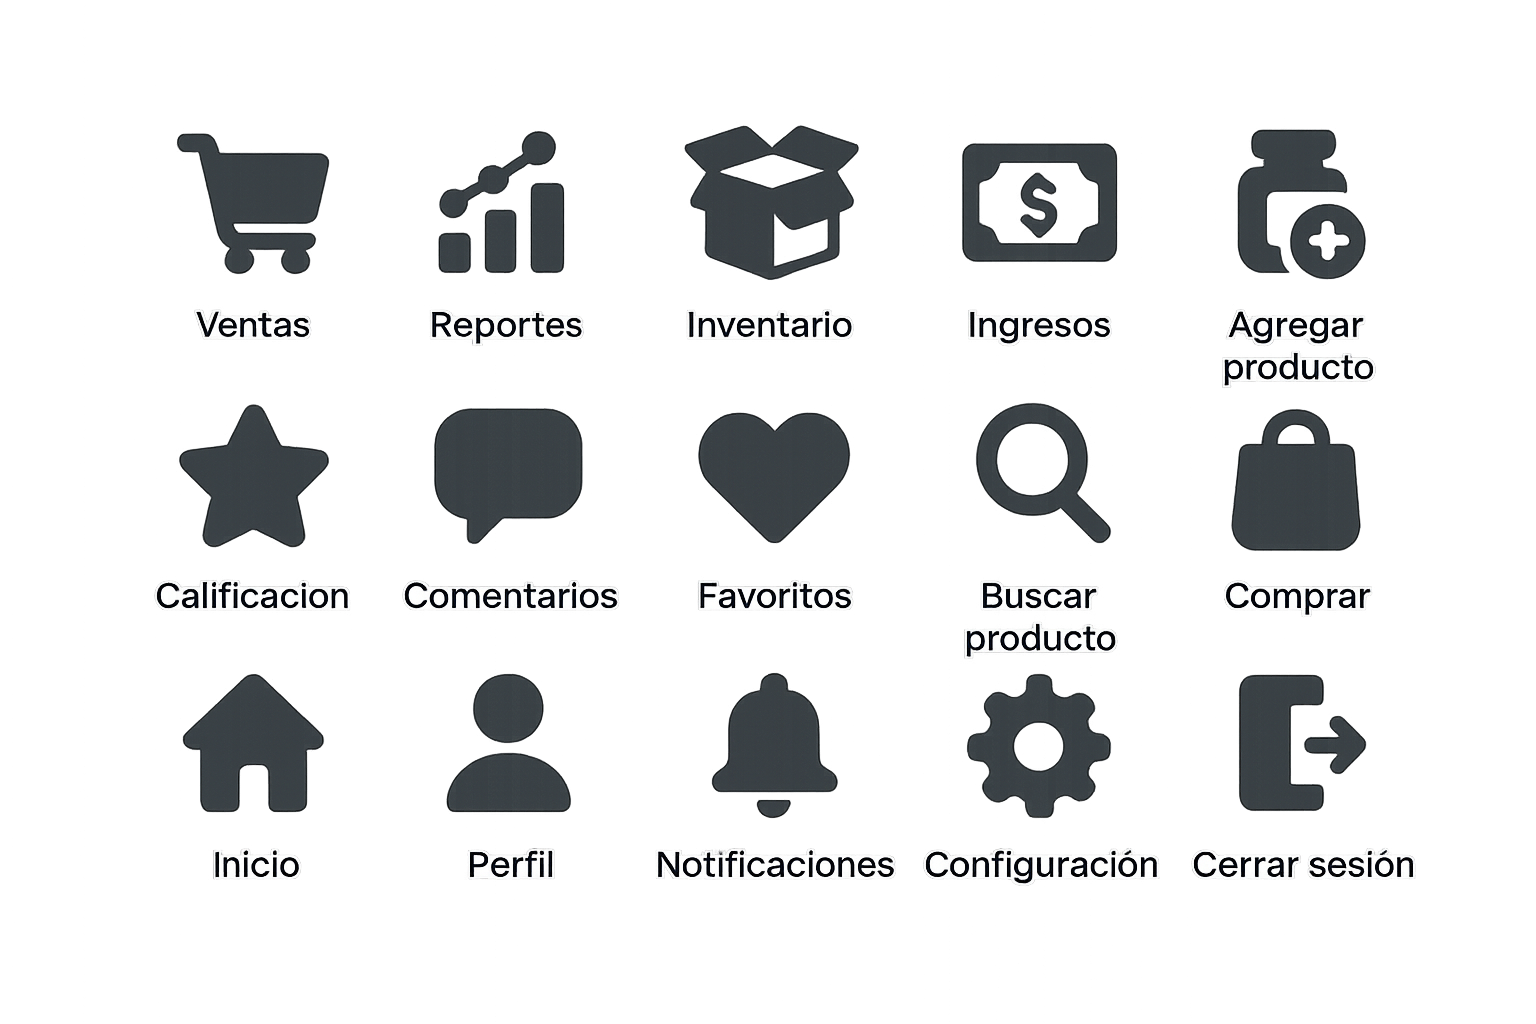 Ventas
Reportes
Inventario
Ingresos
Agregar
producto
Calificacion
Comentarios
Favoritos
Buscar
producto
Comprar
Inicio
Perfil
Notificaciones
Configuración
Cerrar sesión